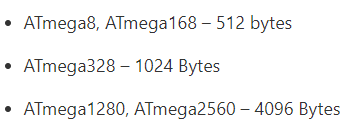 • ATmega8, ATmega168 – 512 bytes
• ATmega328 – 1024 Bytes
• ATmega1280, ATmega2560 – 4096 Bytes